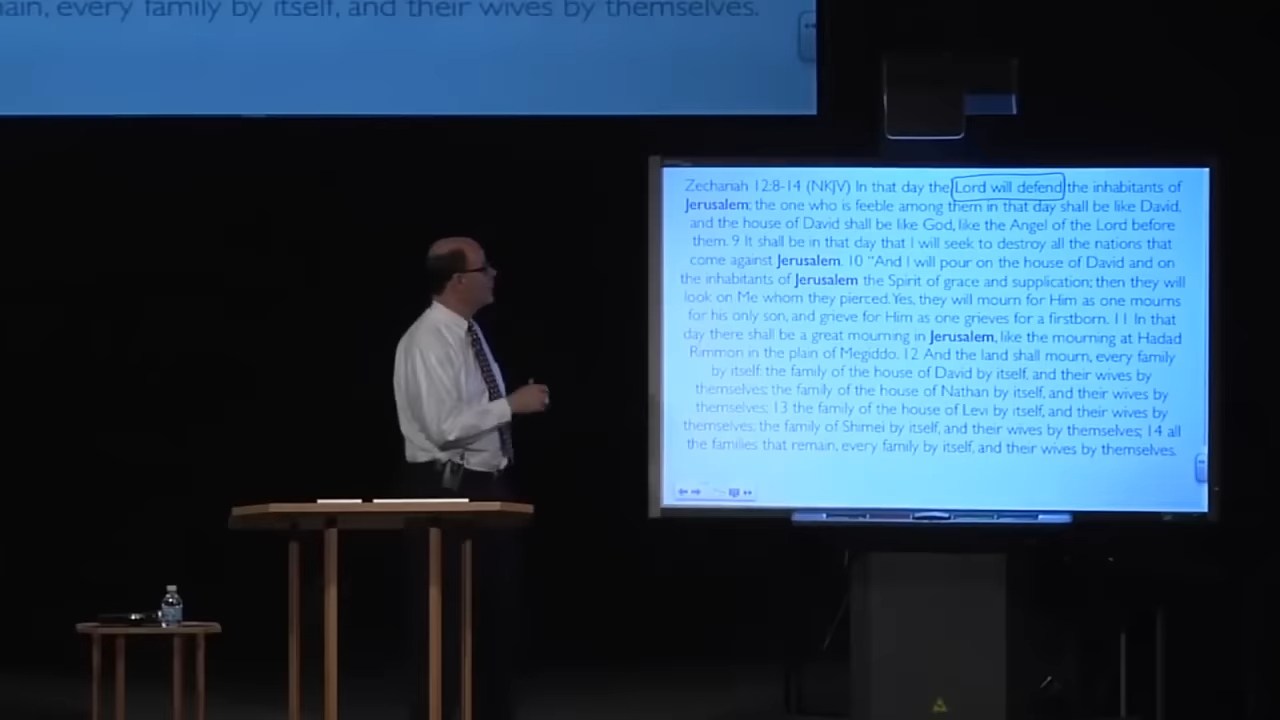 ain, every family by itself, and their wives by themselves.
Zechariah 12:8-14 (NKJV) In that day the Lord will defend the inhabitants of
Jerusalem; the one who is feeble among them in that day shall be like David,
and the house of David shall be like God, like the Angel of the Lord before
them. 9 It shall be in that day that I will seek to destroy all the nations that
come against Jerusalem. 10 "And I will pour on the house of David and on
the inhabitants of Jerusalem the Spirit of grace and supplication; then they will
look on Me whom they pierced. Yes, they will mourn for Him as one mourns
for his only son, and grieve for Him as one grieves for a firstborn. 11 In that
day there shall be a great mourning in Jerusalem, like the mourning at Hadad
Rimmon in the plain of Megiddo. 12 And the land shall mourn, every family
by itself: the family of the house of David by itself, and their wives by
themselves; the family of the house of Nathan by itself, and their wives by
themselves; 13 the family of the house of Levi by itself, and their wives by
themselves; the family of Shimei by itself, and their wives by themselves; 14 all
the families that remain, every family by itself, and their wives by themselves.